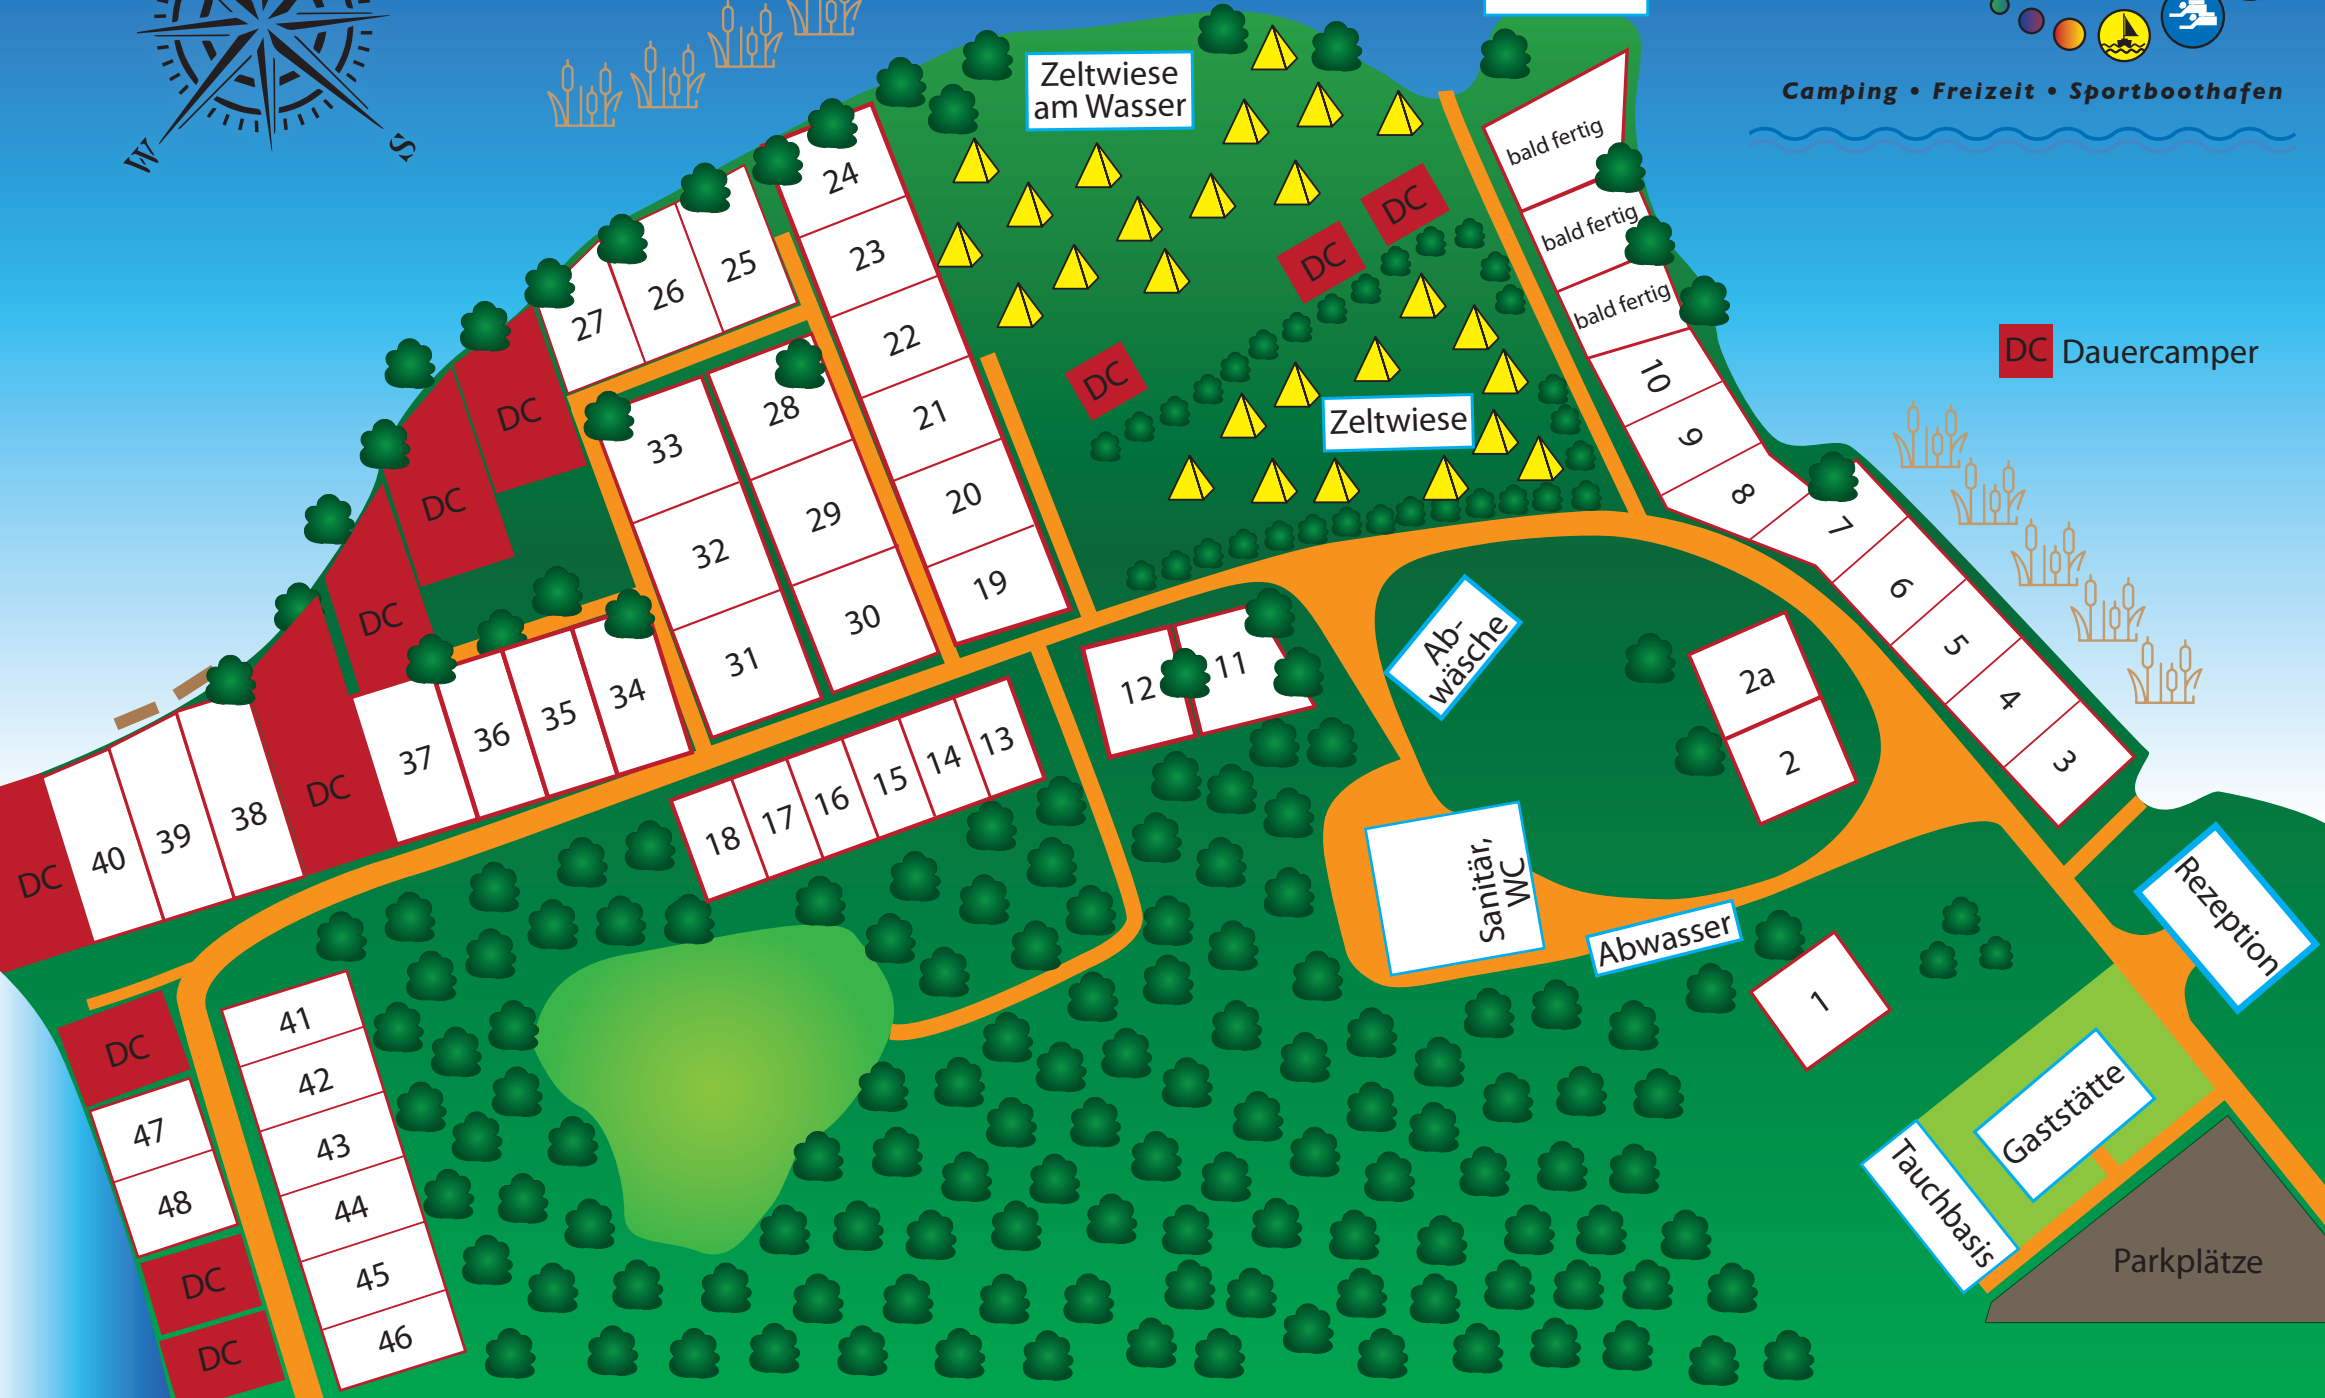 W
S
Camping • Freizeit • Sportboothafen
Zeltwiese
am Wasser
bald fertig
bald fertig
bald fertig
DC
DC
DC
DC Dauercamper
Zeltwiese
24
23
22
21
20
19
25
26
27
28
29
30
33
32
31
DC
DC
DC
DC
DC
10
9
8
7
6
5
4
3
Ab-
wäsche
2a
2
12
11
34
35
36
37
38
39
40
13
14
15
16
17
18
Sanitär,
WC
Abwasser
1
Rezeption
Gaststätte
Tauchbasis
Parkplätze
DC
47
48
DC
DC
41
42
43
44
45
46